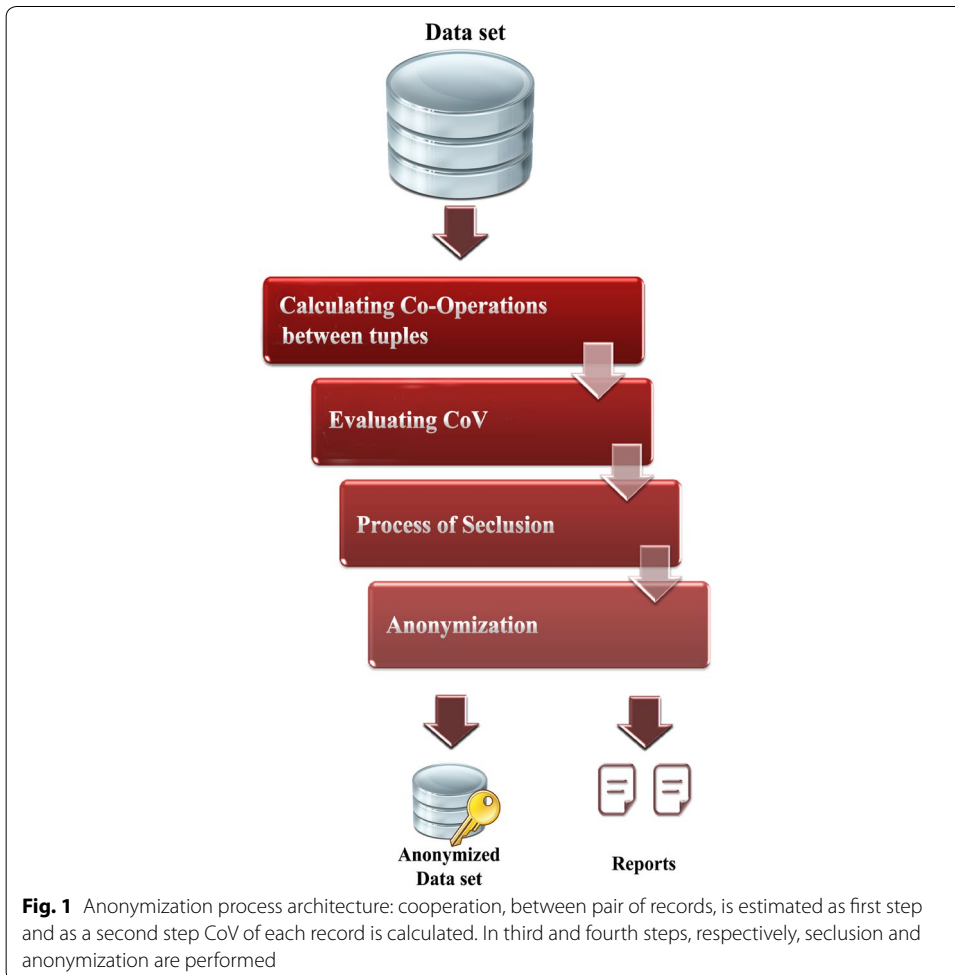 Data set
Calculating Co-Operations
between tuples
Evaluating CoV
Process of Seclusion
Anonymization
Anonymized
Data set
Reports
Fig. 1 Anonymization process architecture: cooperation, between pair of records, is estimated as first step
and as a second step CoV of each record is calculated. In third and fourth steps, respectively, seclusion and
anonymization are performed